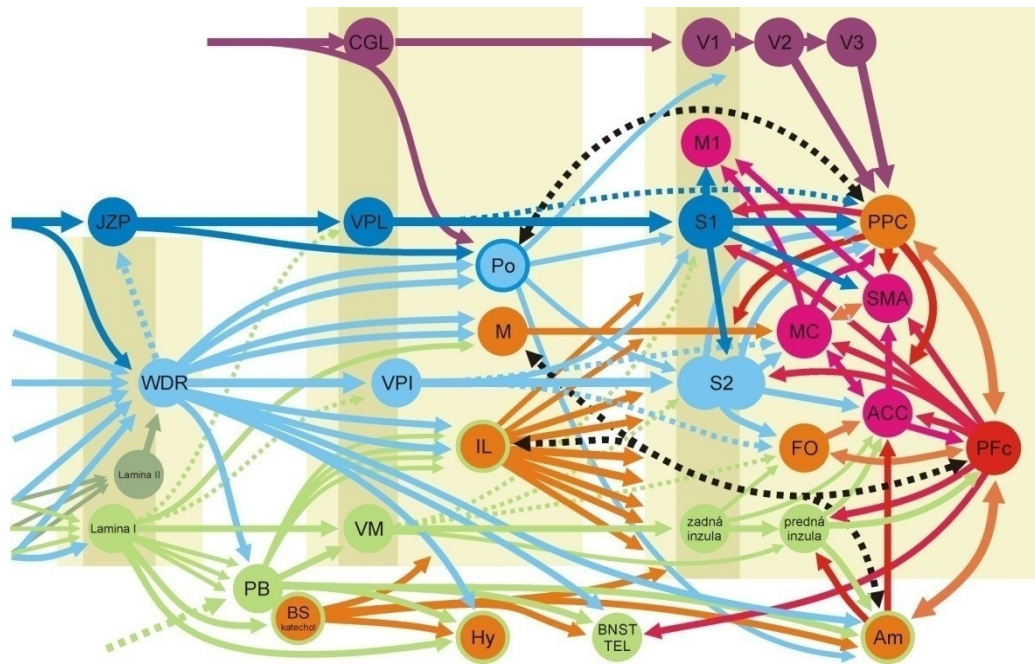 CGL
V1
V2
V3
M1
JZP
VPL
S1
PPC
Po
SMA
M
MC
WDR
VPI
S2
ACC
IL
FO
PFc
Lamina II
Lamina I
VM
zadná
inzula
predná
inzula
PB
BS
katechol
Hy
BNST
TEL
Am